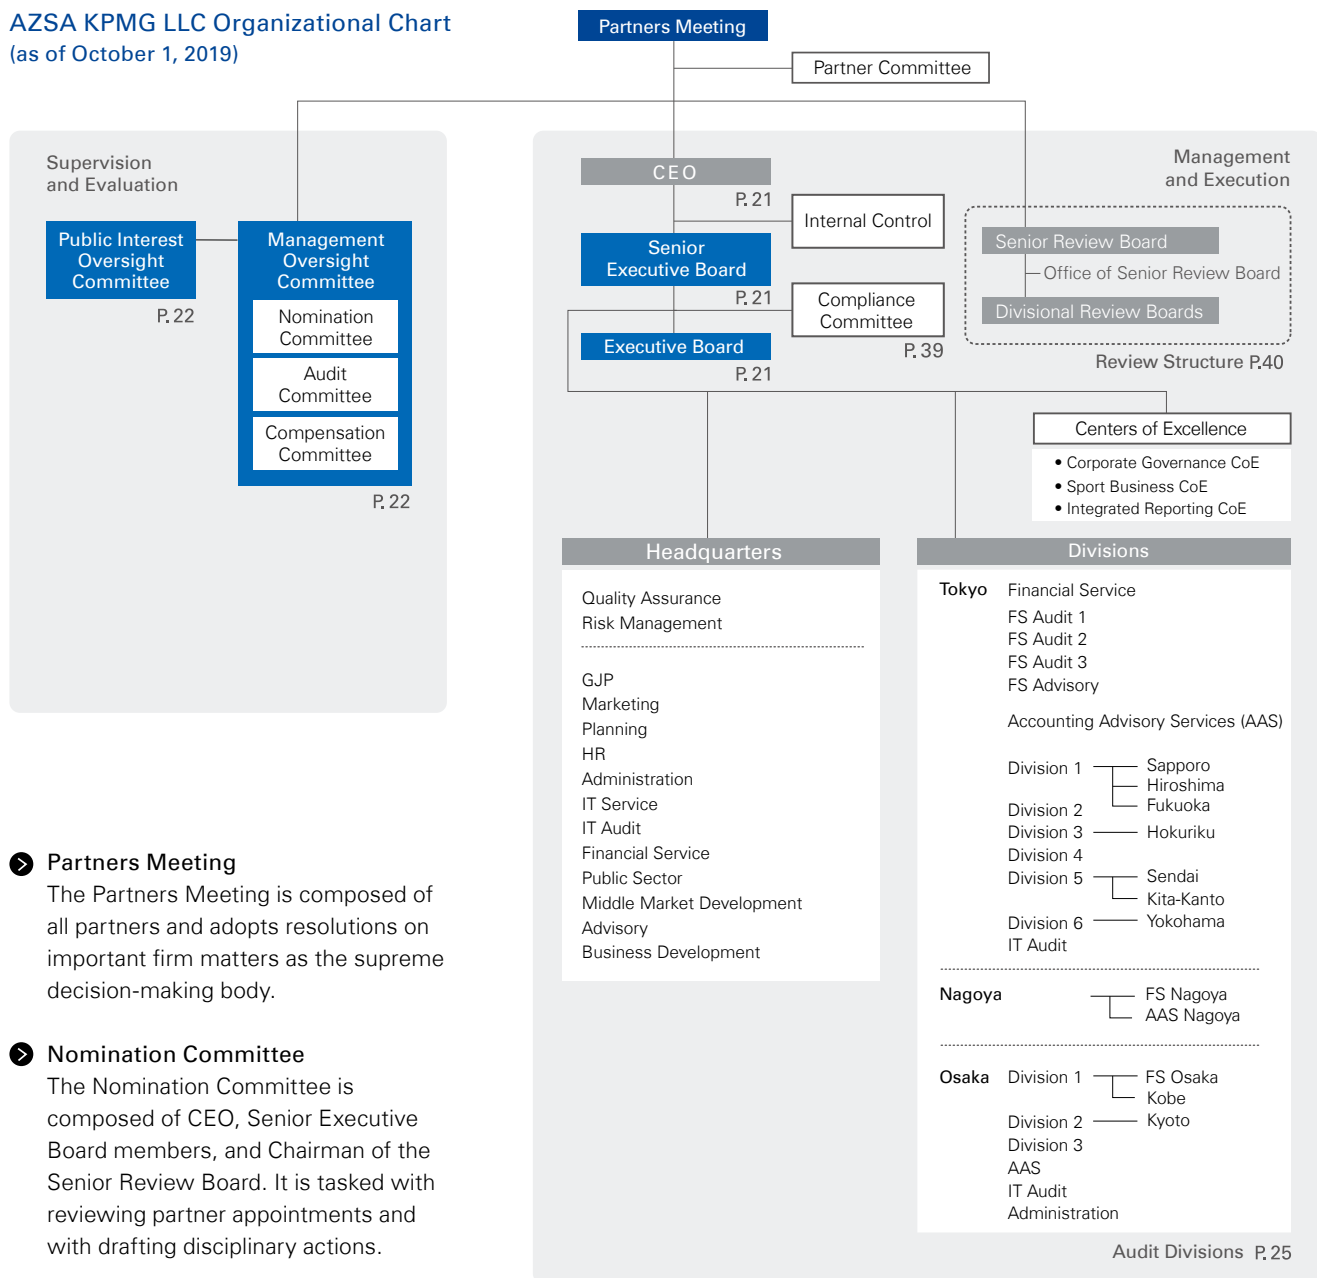 AZSA KPMG LLC Organizational Chart
(as of October 1, 2019)
Partners Meeting
Partner Committee
Supervision
and Evaluation
Public Interest
Oversight
Committee
P. 22
Management
Oversight
Committee
Nomination
Committee
Audit
Committee
Compensation
Committee
P. 22
Management
and Execution
CEO
P. 21
Internal Control
Senior
Executive Board
P. 21
Compliance
Committee
P. 39
Executive Board
P. 21
Senior Review Board
Office of Senior Review Board
Divisional Review Boards
Review Structure P.40
Centers of Excellence
• Corporate Governance CoE
• Sport Business CoE
• Integrated Reporting CoE
Headquarters
Quality Assurance
Risk Management
GJP
Marketing
Planning
HR
Administration
IT Service
IT Audit
Financial Service
Public Sector
Middle Market Development
Advisory
Business Development
Divisions
Tokyo Financial Service
FS Audit 1
FS Audit 2
FS Audit 3
FS Advisory
Accounting Advisory Services (AAS)
Division 1 Sapporo
Hiroshima
Fukuoka
Division 2
Division 3 Hokuriku
Division 4
Division 5 Sendai
Kita-Kanto
Division 6 Yokohama
IT Audit
Nagoya FS Nagoya
AAS Nagoya
Osaka Division 1 FS Osaka
Kobe
Division 2 Kyoto
Division 3
AAS
IT Audit
Administration
Audit Divisions P. 25
Partners Meeting
The Partners Meeting is composed of
all partners and adopts resolutions on
important firm matters as the supreme
decision-making body.
Nomination Committee
The Nomination Committee is
composed of CEO, Senior Executive
Board members, and Chairman of the
Senior Review Board. It is tasked with
reviewing partner appointments and
with drafting disciplinary actions.